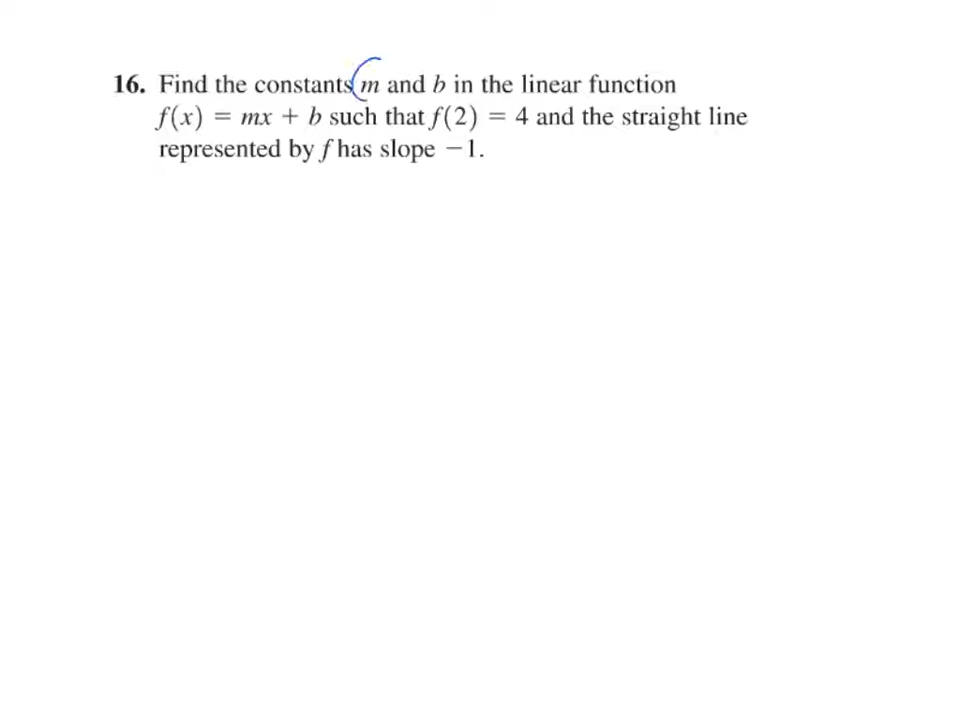 16. Find the constants m and b in the linear function
f(x) = mx + b such that f(2) = 4 and the straight line
represented by f has slope −1.